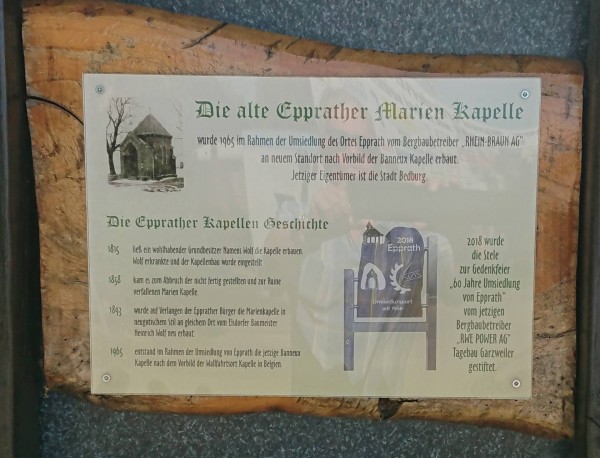 Die alte Epprather Marien Kapelle
wurde 1965 im Rahmen der Umsiedlung des Ortes Epprath vom Bergbaubetreiber „RHEIN-BRAUN AG"
an neuem Standort nach Vorbild der Banneux Kapelle erbaut.
Jetziger Eigentümer ist die Stadt Bedburg.
Die Epprather Kapellen Geschichte
1815 ließ ein wohlhabender Grundbesitzer Namens Wolf die Kapelle erbauen.
Wolf erkrankte und der Kapellenbau wurde eingestellt
1858 kam es zum Abbruch der nicht fertig gestellten und zur Ruine
verfallenen Marien Kapelle.
1893 wurde auf Verlangen der Epprather Bürger die Marienkapelle in
neugotischem Stil an gleichem Ort vom Elsdorfer Baumeister
Heinrich Wolf neu erbaut.
1965 entstand im Rahmen der Umsiedlung von Epprath die jetzige Banneux
Kapelle nach dem Vorbild der Wallfahrtsort Kapelle in Belgien.
2018
Epprath
Umsiedlungsort
2018 wurde
die Stele
zur Gedenkfeier
„60 Jahre Umsiedlung
von Epprath"
vom jetzigen
Bergbaubetreiber
„RWE POWER AG"
Tagebau Garzweiler
gestiftet.